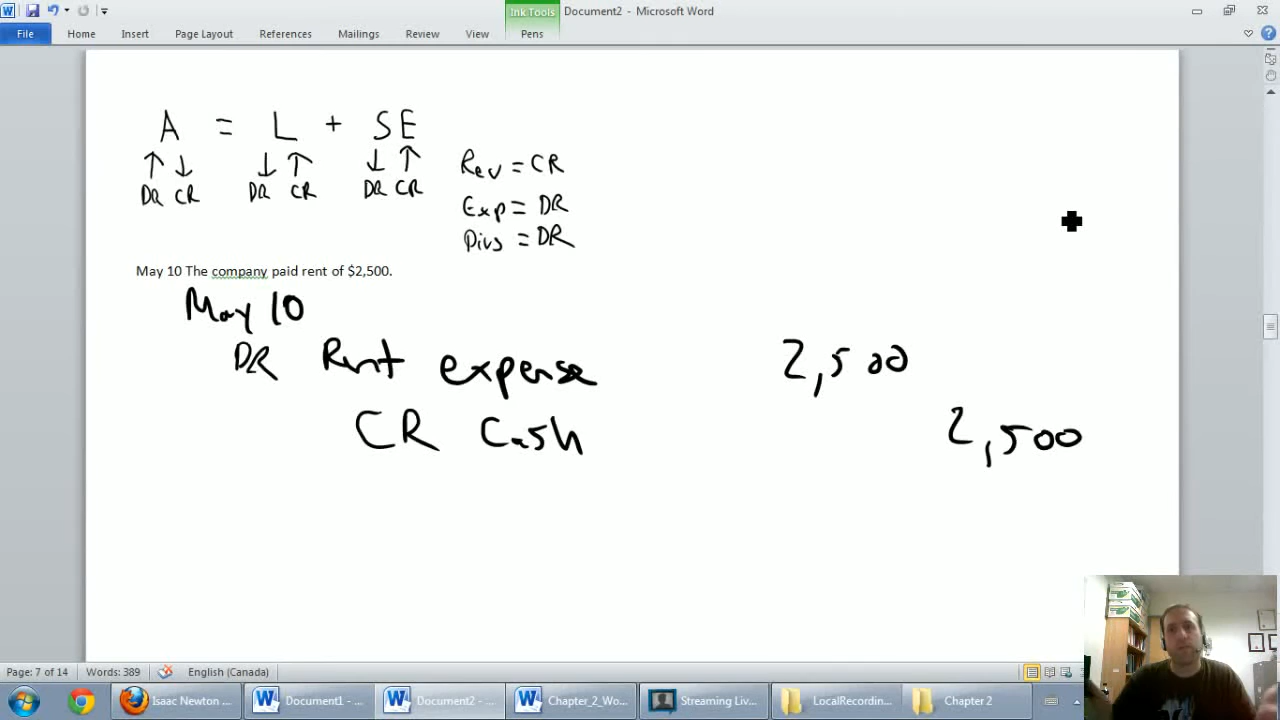 Ink Tools
Document2 - Microsoft Word
File Home Insert Page Layout References Mailings Review View Pens
A = L + SE
DR CR DR CR DR CR
Rev = CR
Exp = DR
Divs = DR
May 10 The company paid rent of $2,500.
May 10
DR Rent expense 2,500
CR Cash 2,500
Page: 7 of 14 Words: 389 English (Canada)
Isaac Newton ... Document1 - ... Document2 - ... Chapter_2_Wo... Streaming Liv... LocalRecordin... Chapter 2